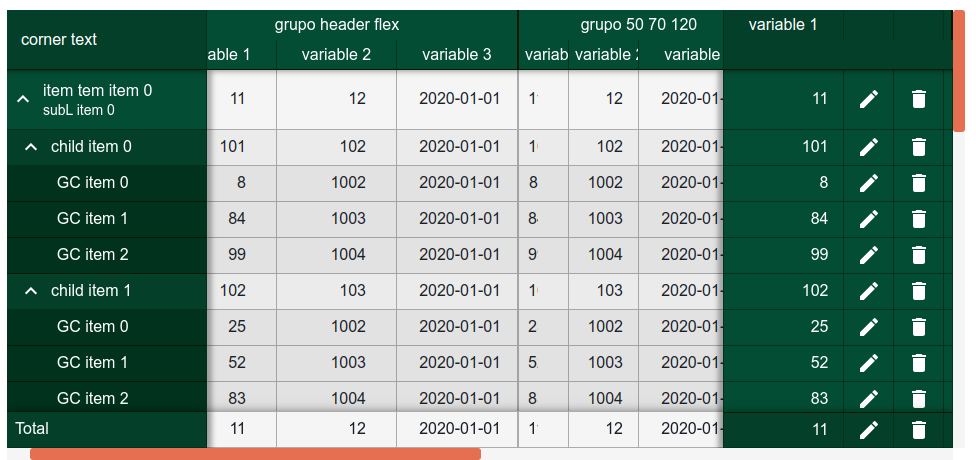 corner text grupo header flex grupo 50 70 120 variable 1
able 1 variable 2 variable 3 variab variable 2 variable
item tem item 0 11 12 2020-01-01 1 12 2020-01- 11
subL item 0
child item 0 101 102 2020-01-01 1 102 2020-01- 101
GC item 0 8 1002 2020-01-01 8 1002 2020-01- 8
GC item 1 84 1003 2020-01-01 8 1003 2020-01- 84
GC item 2 99 1004 2020-01-01 9 1004 2020-01- 99
child item 1 102 103 2020-01-01 1 103 2020-01- 102
GC item 0 25 1002 2020-01-01 2 1002 2020-01- 25
GC item 1 52 1003 2020-01-01 5 1003 2020-01- 52
GC item 2 83 1004 2020-01-01 8 1004 2020-01- 83
Total 11 12 2020-01-01 1 12 2020-01- 11